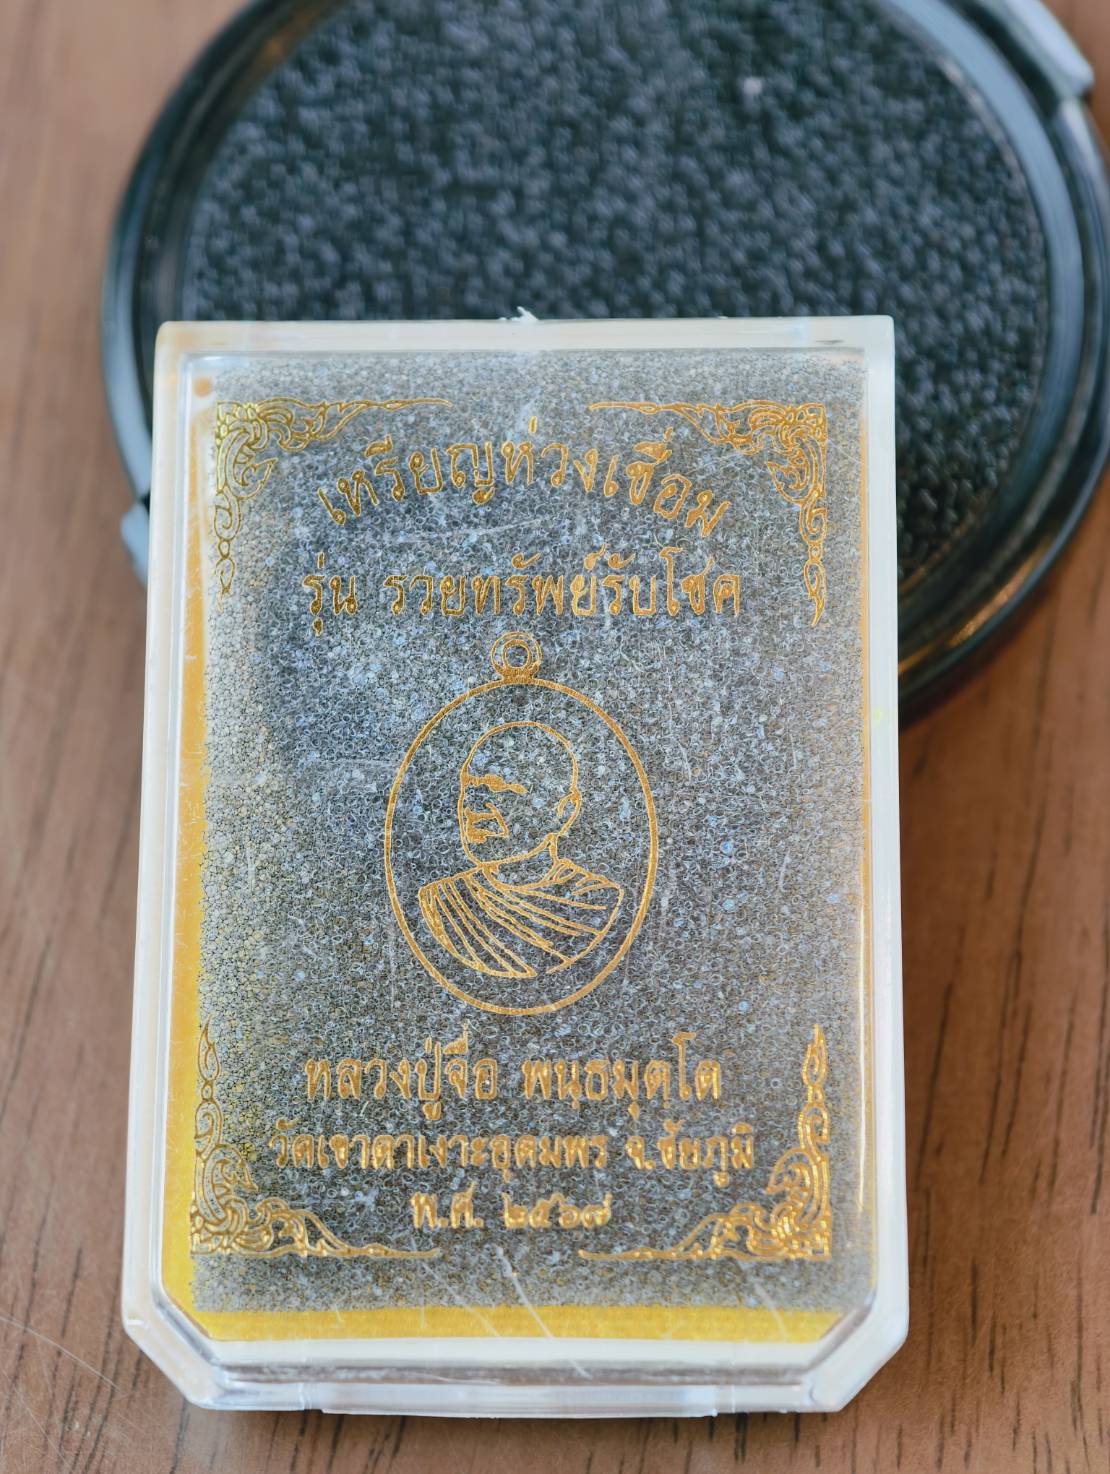 เหรียญห่วงเชื่อม
รุ่น รวยทรัพย์รับโชค
หลวงปู่จื่อ พนฺธมุตฺโต
วัดเขาตาเงาะอุดมพร จ.ชัยภูมิ
พ.ศ. ๒๕๖๗